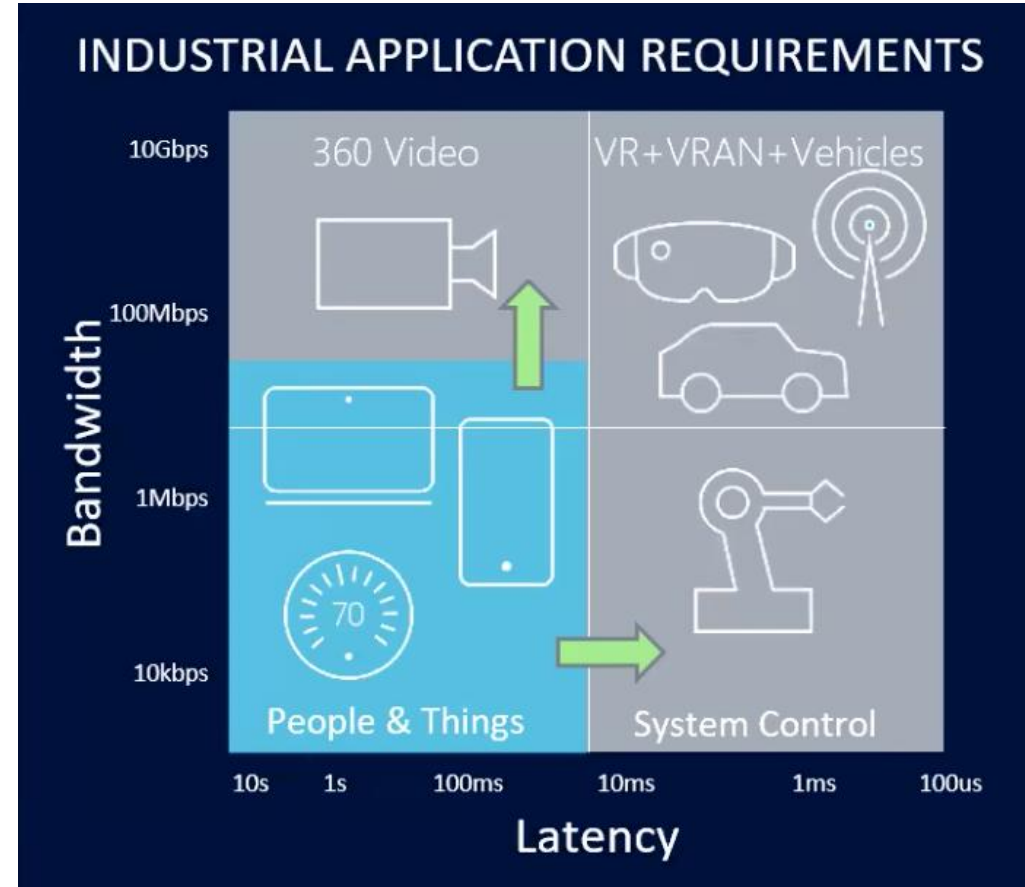 INDUSTRIAL APPLICATION REQUIREMENTS
10Gbps
360 Video
VR+VRAN+Vehicles
100Mbps
Bandwidth
1Mbps
70
10kbps
People & Things
System Control
10s 1s 100ms 10ms 1ms 100us
Latency